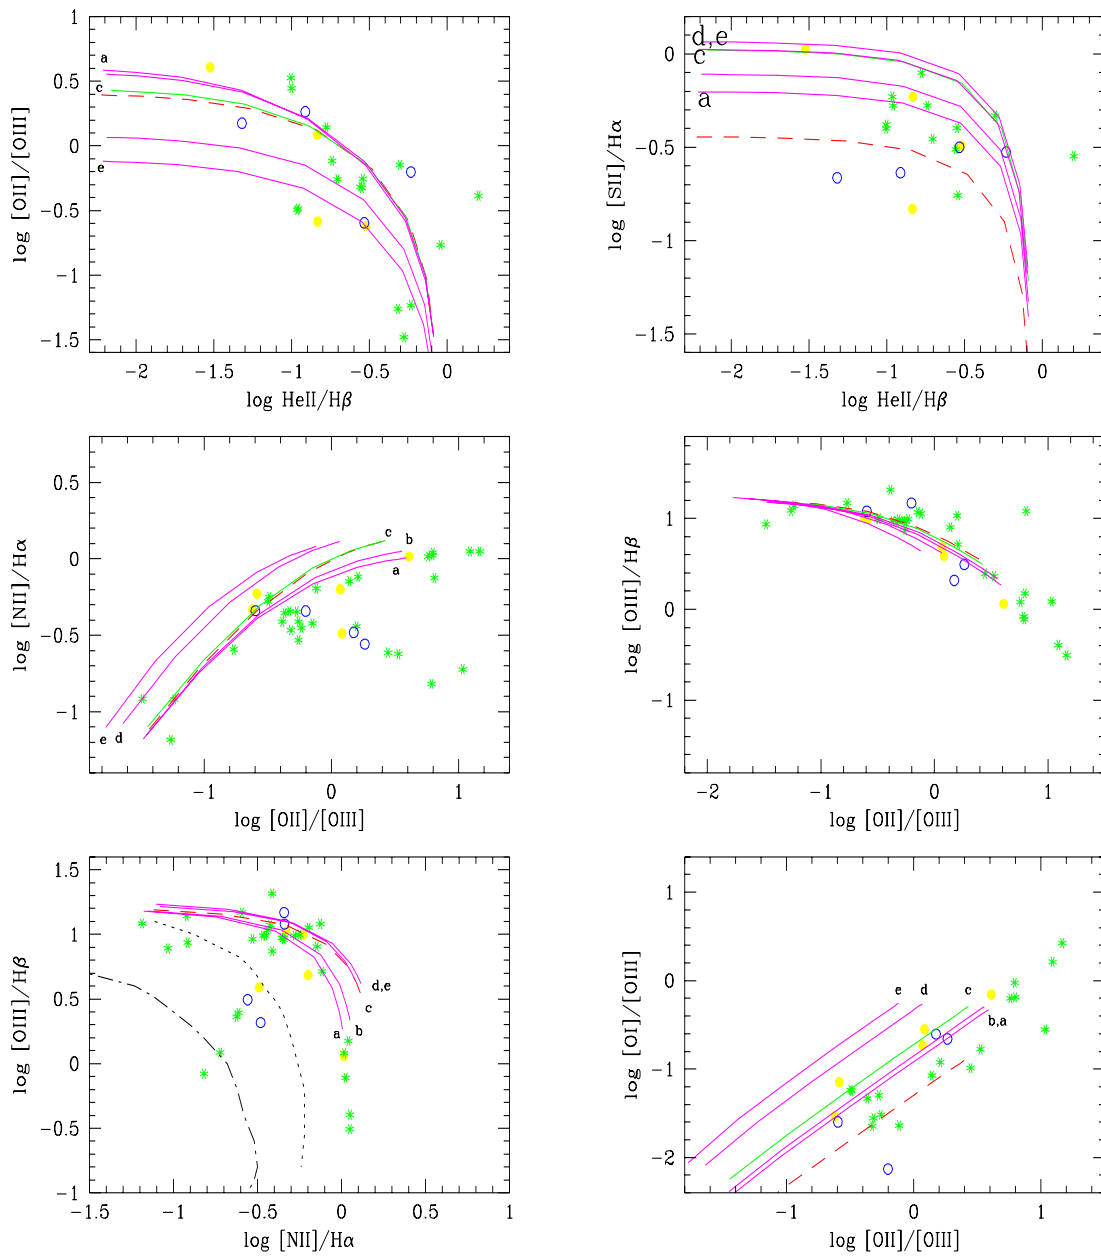 1
0.5
0
−0.5
−1
−1.5
a
c
e
log [OII]/[OIII]
−2 −1.5 −1 −0.5 0
log HeII/Hβ
0
−0.5
−1
−1.5
d,e
c
a
log [SII]/Hα
−2 −1.5 −1 −0.5 0
log HeII/Hβ
0.5
0
−0.5
−1
c
b
a
e d
log [NII]/Hα
−1 0 1
log [OII]/[OIII]
1
0
−1
log [OIII]/Hβ
−2 −1 0 1
log [OII]/[OIII]
1.5
1
0.5
0
−0.5
−1
d,e
c
a b
log [OIII]/Hβ
−1.5 −1 −0.5 0 0.5 1
log [NII]/Hα
1
0
−1
−2
e d c
b,a
log [OI]/[OIII]
−1 0 1
log [OII]/[OIII]